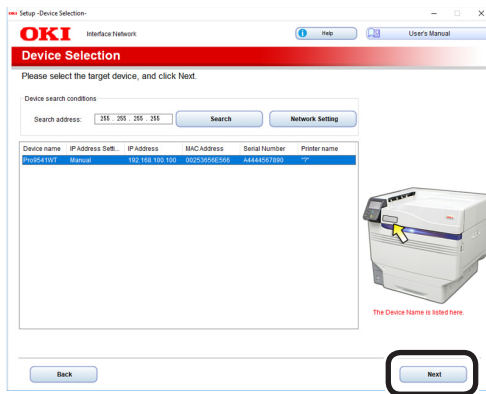 OKI Setup -Device Selection-
OKI Interface:Network Help User's Manual
Device Selection
Please select the target device, and click Next.
Device search conditions
Search address: 255 . 255 . 255 . 255 Search Network Setting
Device name IP Address Setti... IP Address MAC Address Serial Number Printer name
Pro9541WT Manual 192.168.100.100 00253656E566 A4444567890 "?"
OKI
The Device Name is listed here.
Back Next